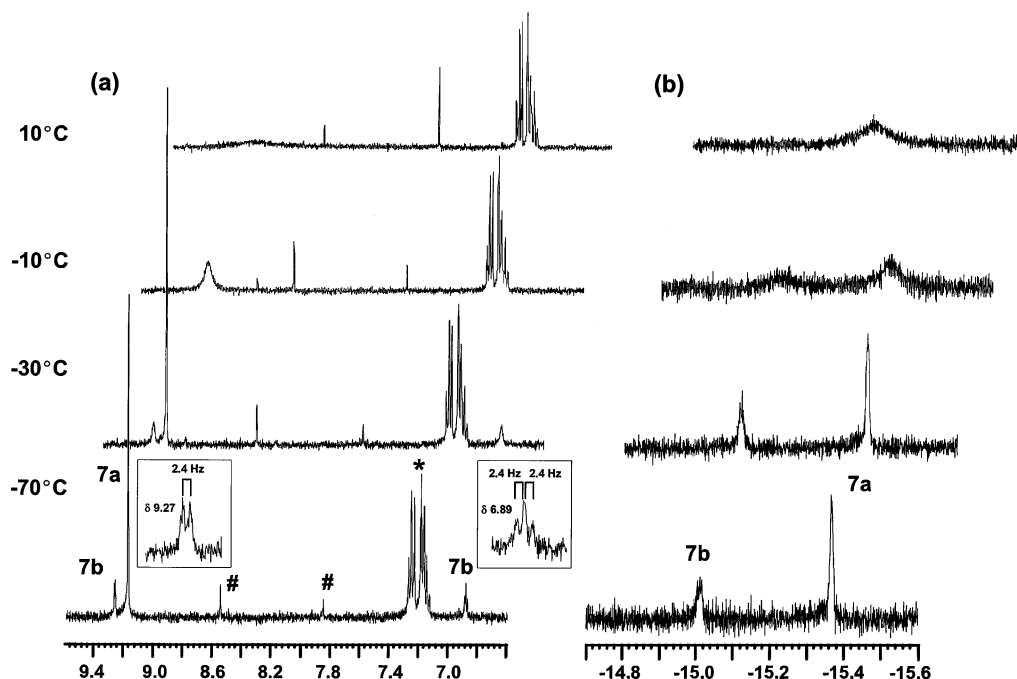 (a)
(b)
10°C
-10°C
-30°C
-70°C
7a
2.4 Hz
δ 9.27
*
2.4 Hz 2.4 Hz
δ 6.89
7a
7b
#
#
7b
7b
9.4 9.0 8.6 8.2 7.8 7.4 7.0
-14.8 -15.0 -15.2 -15.4 -15.6